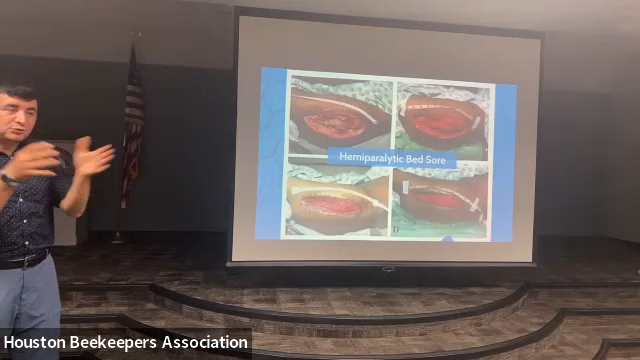 Hemiparalytic Bed Sore
D
Houston Beekeepers Association